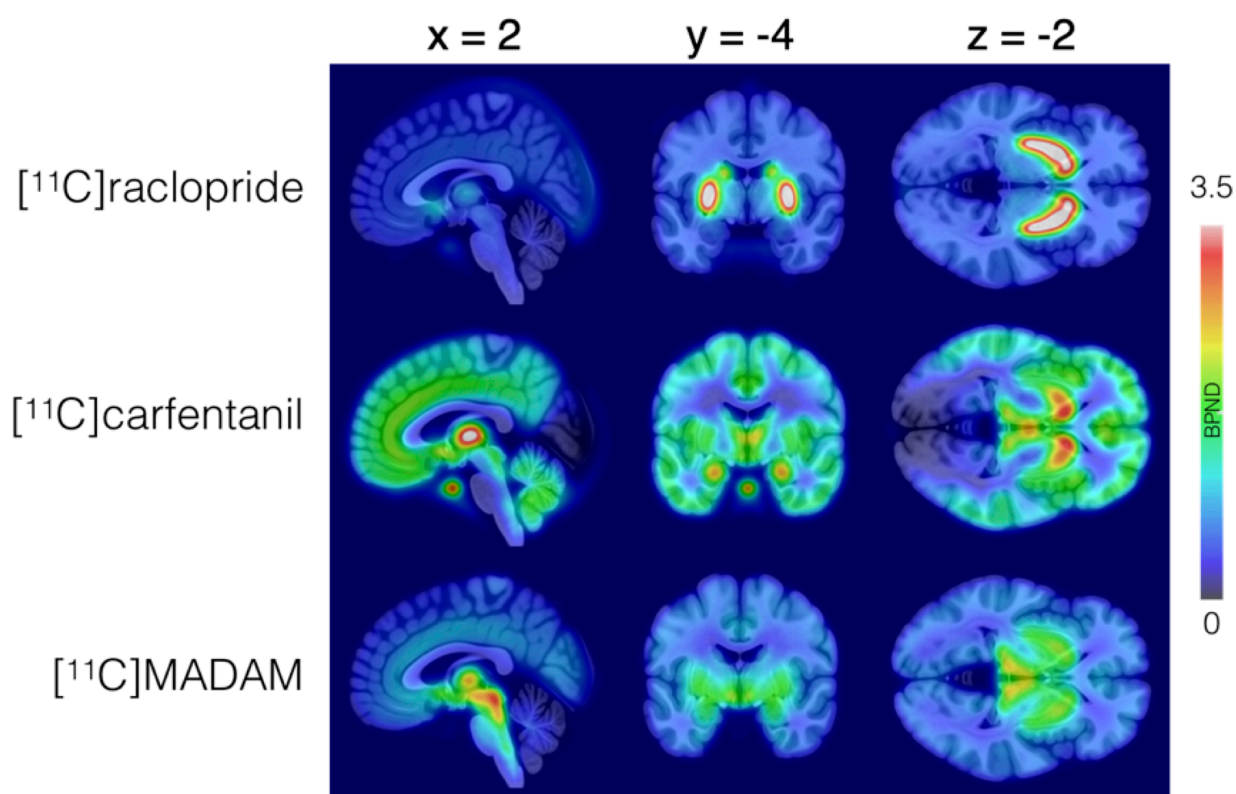 x = 2 y = -4 z = -2
[¹¹C]raclopride
3.5
[¹¹C]carfentanil
BPND
[¹¹C]MADAM
0